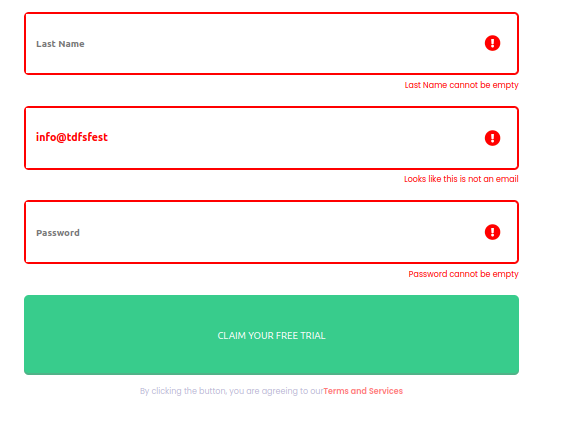 Last Name
Last Name cannot be empty
info@tdfsfest
Looks like this is not an email
Password
Password cannot be empty
CLAIM YOUR FREE TRIAL
By clicking the button, you are agreeing to ourTerms and Services